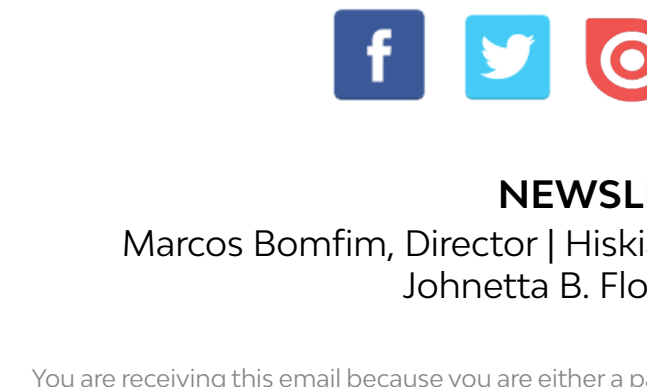 f
NEWSL
Marcos Bomfim, Director | Hiski
Johnetta B. Flo
You are receiving this email because you are either a